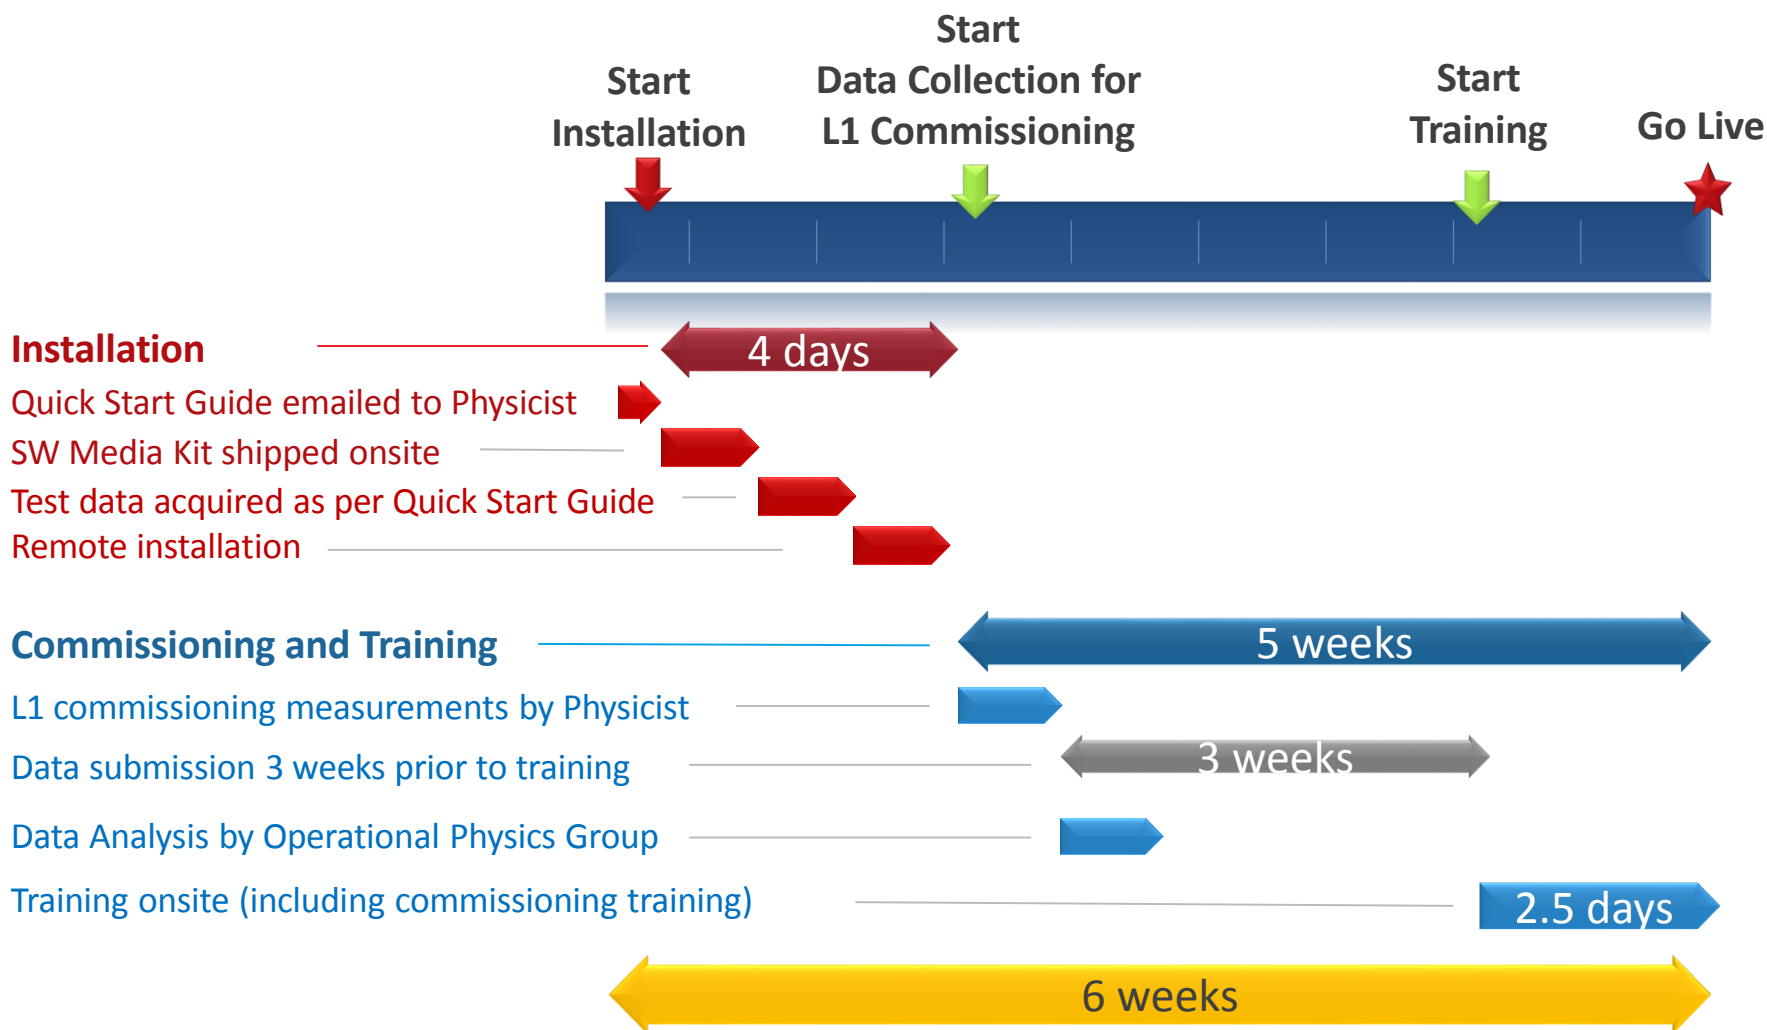 Start
Installation
Start
Data Collection for
L1 Commissioning
Start
Training
Go Live
Installation
4 days
Quick Start Guide emailed to Physicist
SW Media Kit shipped onsite
Test data acquired as per Quick Start Guide
Remote installation
Commissioning and Training
5 weeks
L1 commissioning measurements by Physicist
Data submission 3 weeks prior to training
3 weeks
Data Analysis by Operational Physics Group
Training onsite (including commissioning training)
2.5 days
6 weeks